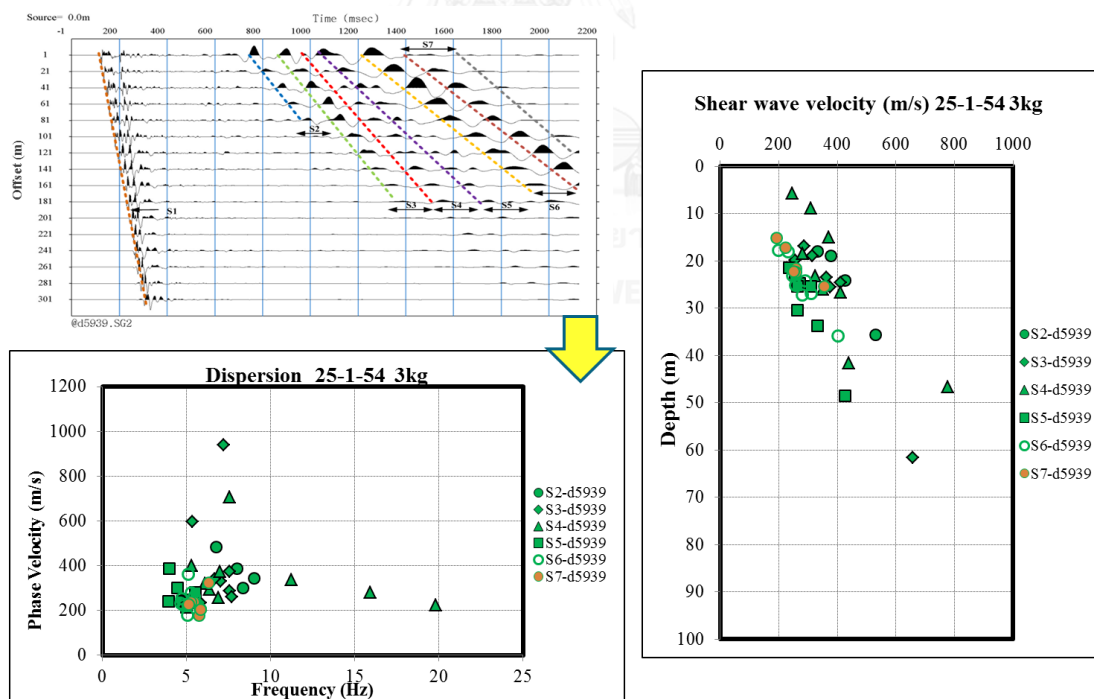 Source= 0.0m
Time (msec)
-1 200 400 600 800 1000 1200 1400 1600 1800 2000 2200
Offset(m)
1
21
41
61
81
101
121
141
161
181
201
221
241
261
281
301
S7
S2
S6
S3 S4 S5
S1
@d5939.SG2
Dispersion 25-1-54 3kg
Phase Velocity (m/s)
1200
1000
800
600
400
200
0
0 5 10 15 20 25
Frequency (Hz)
S2-d5939
S3-d5939
S4-d5939
S5-d5939
S6-d5939
S7-d5939
Shear wave velocity (m/s) 25-1-54 3kg
0 200 400 600 800 1000
Depth (m)
0
10
20
30
40
50
60
70
80
90
100
S2-d5939
S3-d5939
S4-d5939
S5-d5939
S6-d5939
S7-d5939